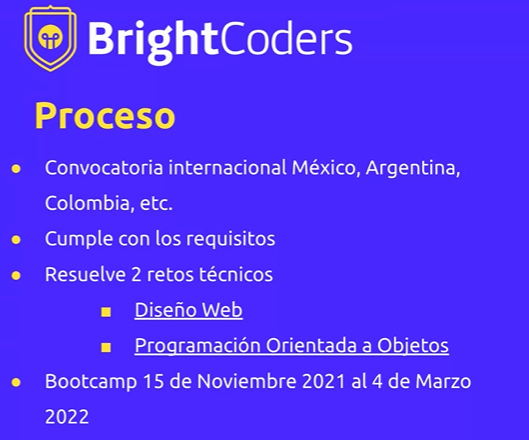 BrightCoders
Proceso
Convocatoria internacional México, Argentina,
Colombia, etc.
Cumple con los requisitos
Resuelve 2 retos técnicos
Diseño Web
Programación Orientada a Objetos
Bootcamp 15 de Noviembre 2021 al 4 de Marzo
2022